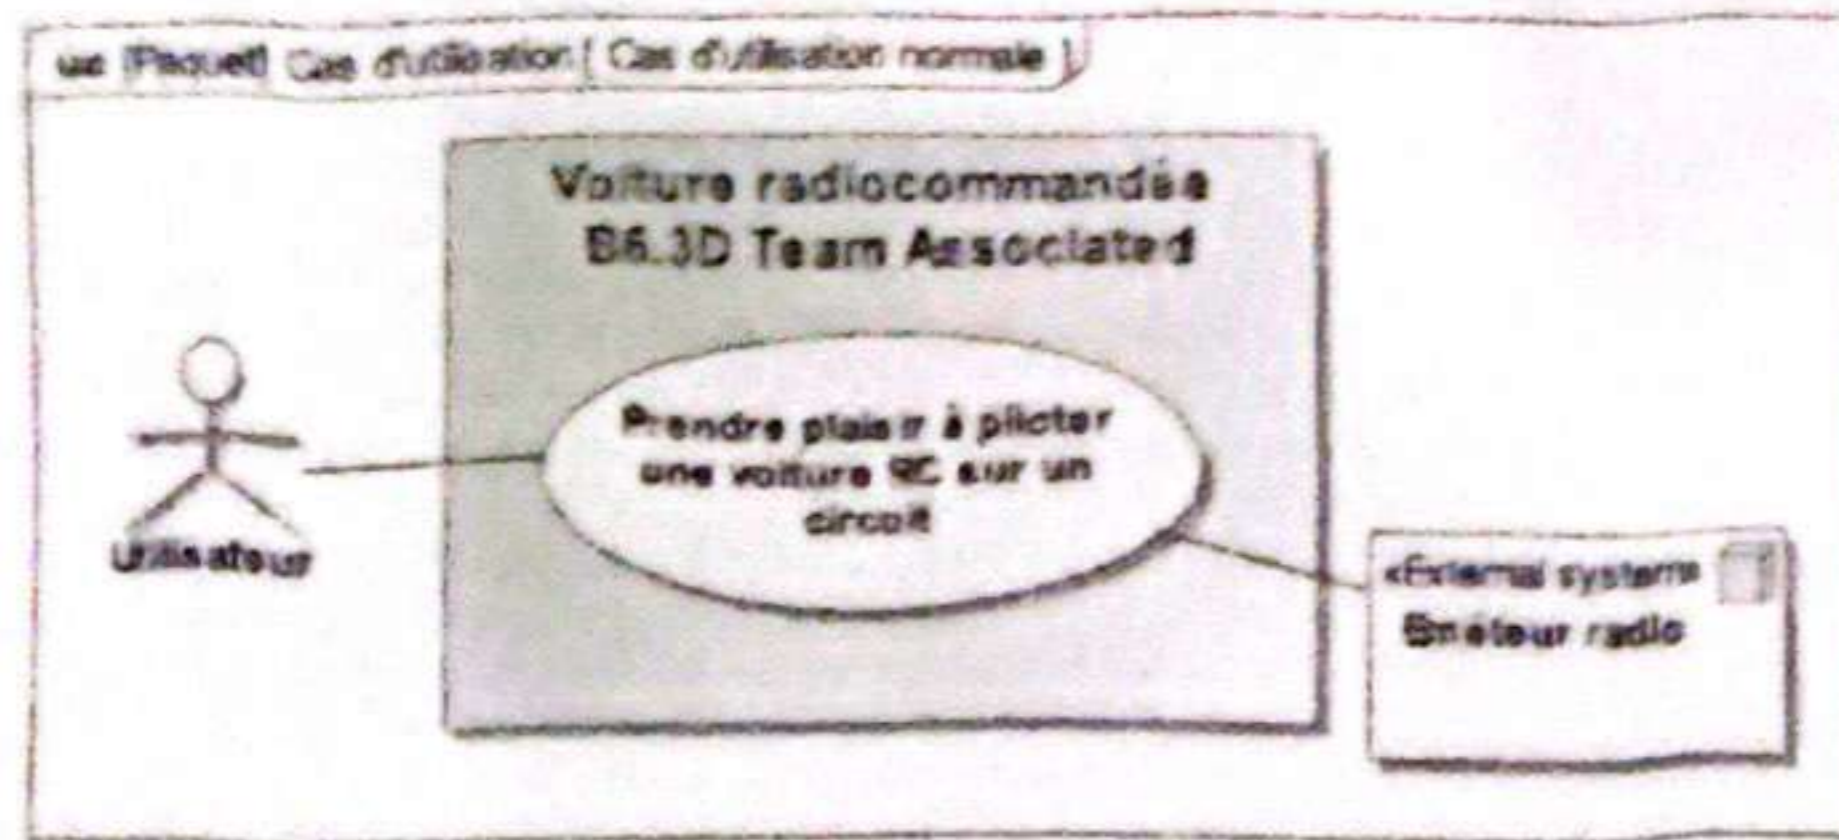 uc [Paquet] Cas d'utilisation [ Cas d'utilisation normale ]
Voiture radiocommandée
B6.3D Team Associated
Prendre plaisir à piloter
une voiture RC sur un
circuit
Utilisateur
«External system»
Emetteur radio